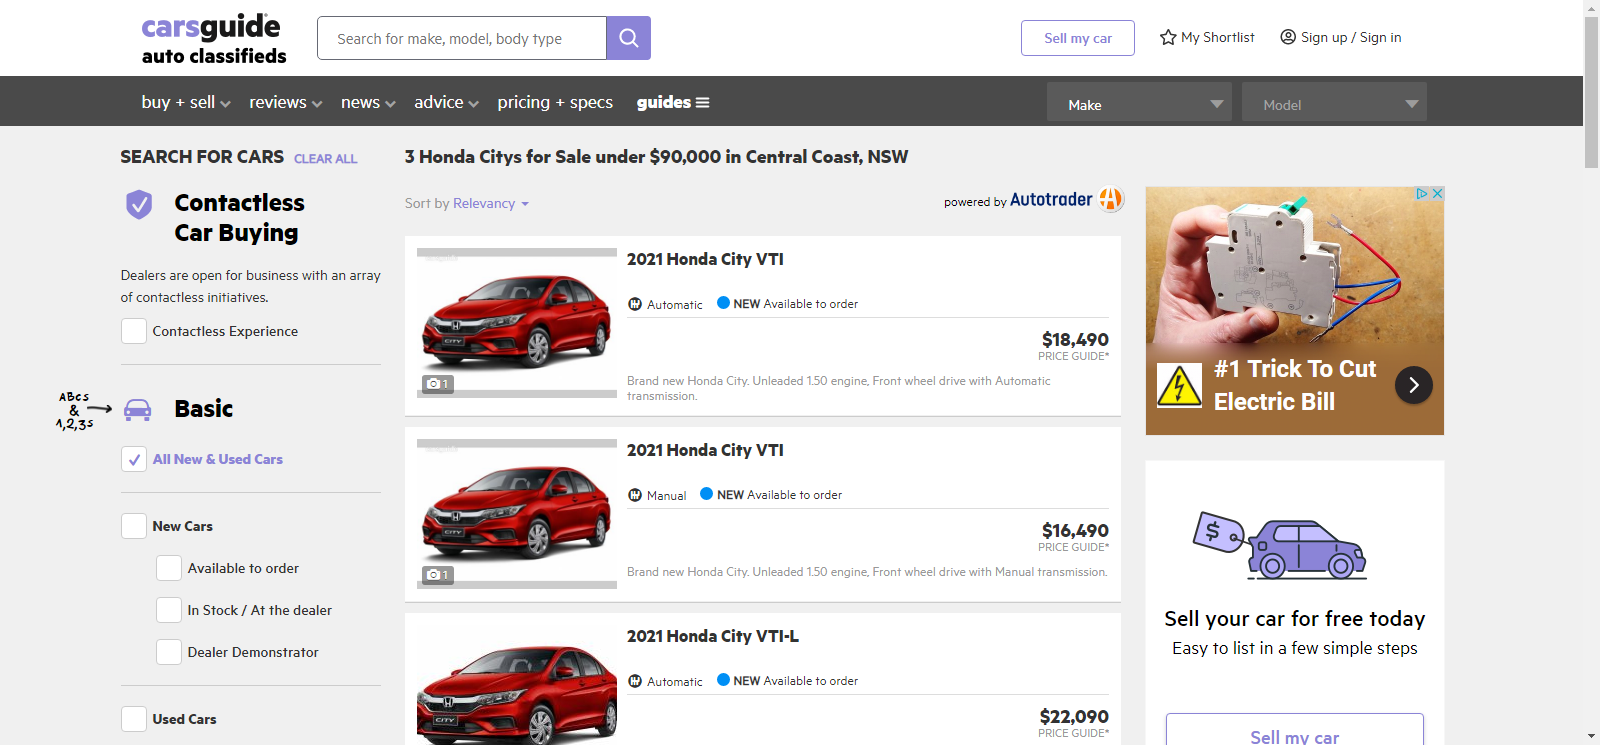 carsguide
auto classifieds
Search for make, model, body type
Sell my car
My Shortlist
Sign up / Sign in
buy + sell
reviews
news
advice
pricing + specs
guides
Make
Model
SEARCH FOR CARS CLEAR ALL
Contactless
Car Buying
Dealers are open for business with an array
of contactless initiatives.
Contactless Experience
ABCs
&
1,2,3s
Basic
All New & Used Cars
New Cars
Available to order
In Stock / At the dealer
Dealer Demonstrator
Used Cars
3 Honda Citys for Sale under $90,000 in Central Coast, NSW
Sort by Relevancy
powered by Autotrader
2021 Honda City VTI
Automatic NEW Available to order
$18,490
PRICE GUIDE*
Brand new Honda City. Unleaded 1.50 engine, Front wheel drive with Automatic
transmission.
CITY
1
2021 Honda City VTI
Manual NEW Available to order
$16,490
PRICE GUIDE*
Brand new Honda City. Unleaded 1.50 engine, Front wheel drive with Manual transmission.
CITY
1
2021 Honda City VTI-L
Automatic NEW Available to order
$22,090
PRICE GUIDE*
CITY
#1 Trick To Cut
Electric Bill
$
Sell your car for free today
Easy to list in a few simple steps
Sell my car